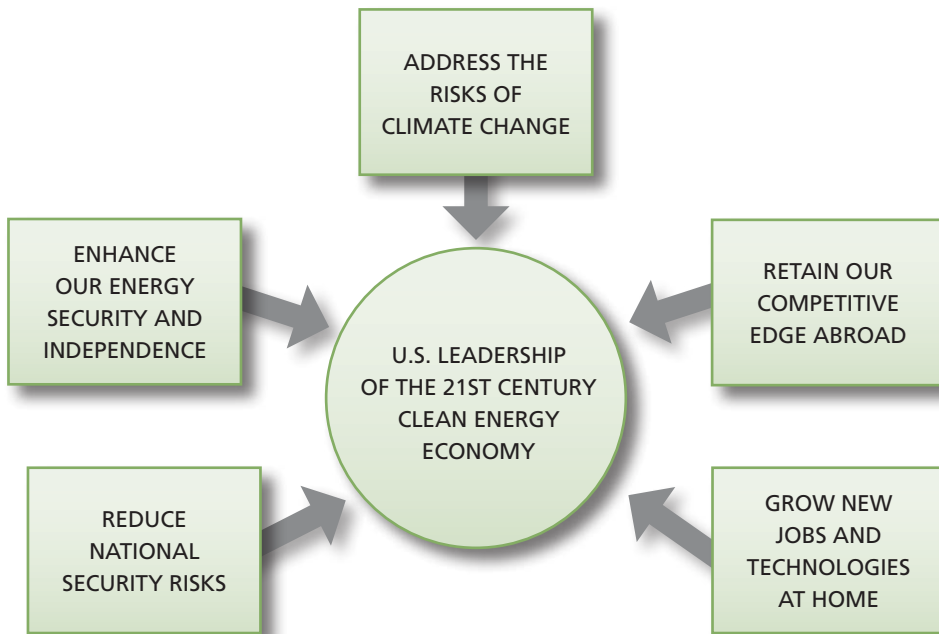 ADDRESS THE
RISKS OF
CLIMATE CHANGE
ENHANCE
OUR ENERGY
SECURITY AND
INDEPENDENCE
RETAIN OUR
COMPETITIVE
EDGE ABROAD
U.S. LEADERSHIP
OF THE 21ST CENTURY
CLEAN ENERGY
ECONOMY
REDUCE
NATIONAL
SECURITY RISKS
GROW NEW
JOBS AND
TECHNOLOGIES
AT HOME